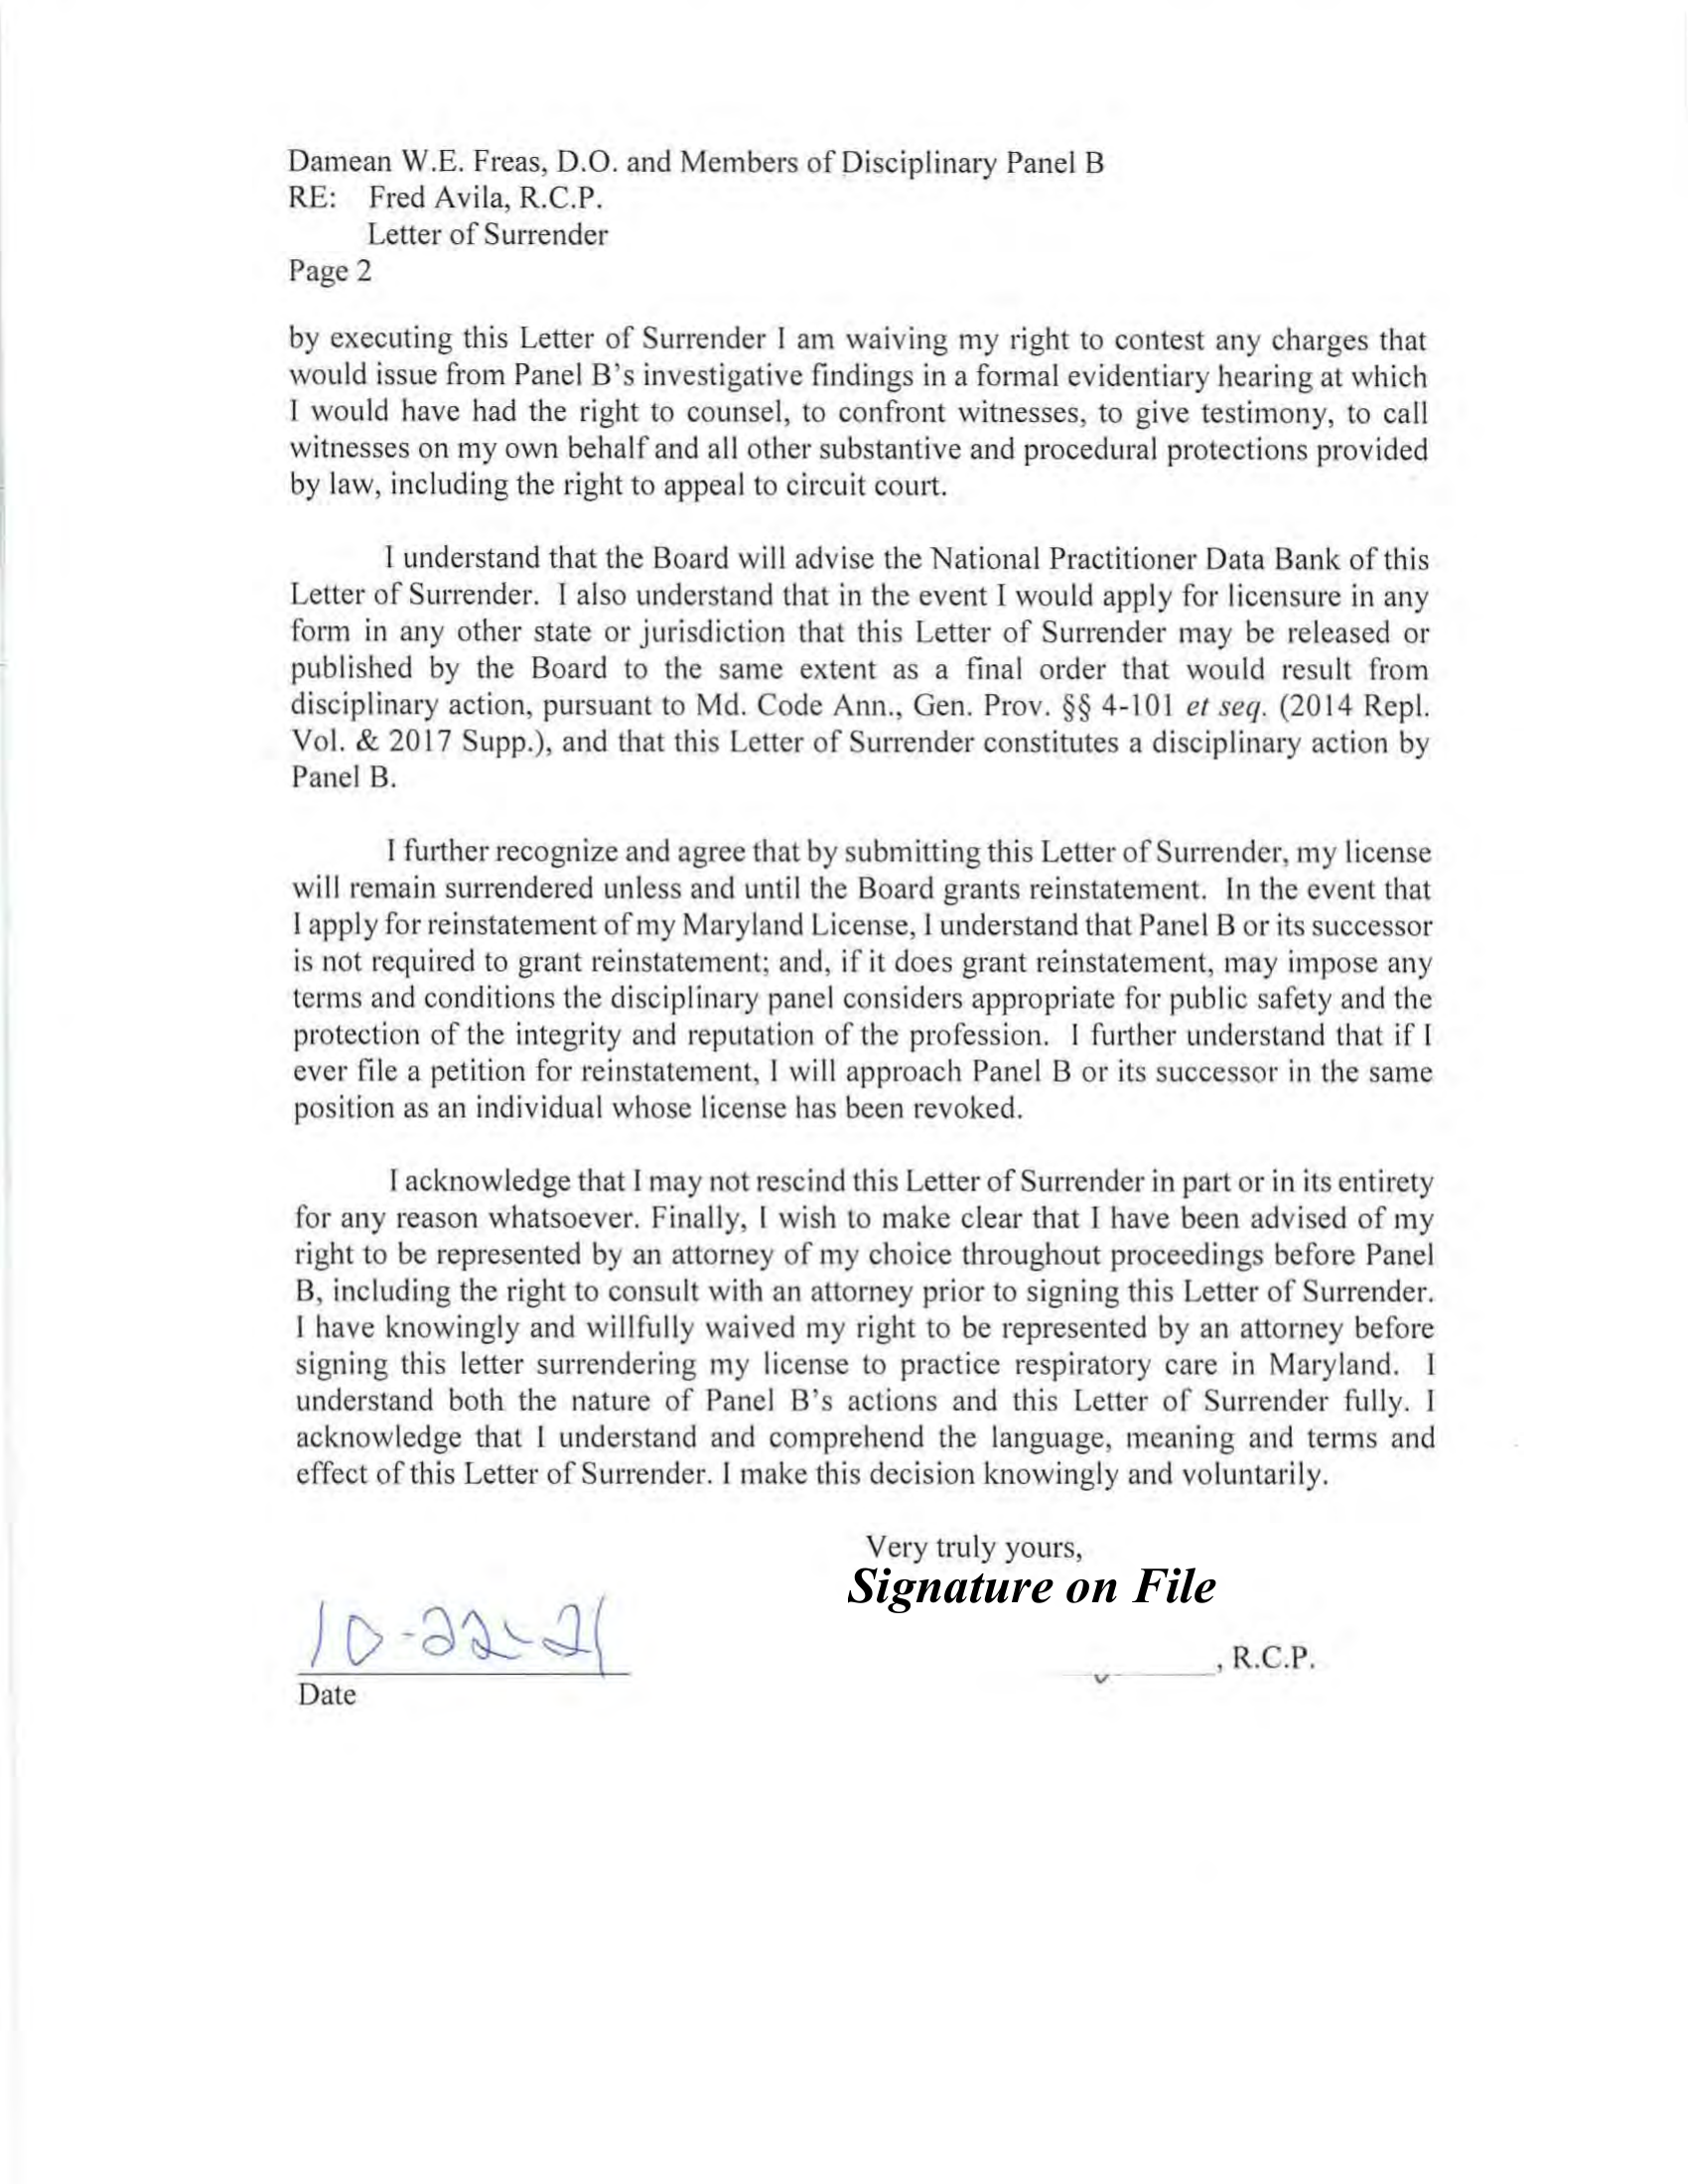 Damean W.E. Freas, D.O. and Members of Disciplinary Panel B
RE: Fred Avila, R.C.P.
Letter of Surrender
Page 2
by executing this Letter of Surrender I am waiving my right to contest any charges that
would issue from Panel B's investigative findings in a formal evidentiary hearing at which
I would have had the right to counsel, to confront witnesses, to give testimony, to call
witnesses on my own behalf and all other substantive and procedural protections provided
by law, including the right to appeal to circuit court.
I understand that the Board will advise the National Practitioner Data Bank of this
Letter of Surrender. I also understand that in the event I would apply for licensure in any
form in any other state or jurisdiction that this Letter of Surrender may be released or
published by the Board to the same extent as a final order that would result from
disciplinary action, pursuant to Md. Code Ann., Gen. Prov. §§ 4-101 et seq. (2014 Repl.
Vol. & 2017 Supp.), and that this Letter of Surrender constitutes a disciplinary action by
Panel B.
I further recognize and agree that by submitting this Letter of Surrender, my license
will remain surrendered unless and until the Board grants reinstatement. In the event that
I apply for reinstatement of my Maryland License, I understand that Panel B or its successor
is not required to grant reinstatement; and, if it does grant reinstatement, may impose any
terms and conditions the disciplinary panel considers appropriate for public safety and the
protection of the integrity and reputation of the profession. I further understand that if I
ever file a petition for reinstatement, I will approach Panel B or its successor in the same
position as an individual whose license has been revoked.
I acknowledge that I may not rescind this Letter of Surrender in part or in its entirety
for any reason whatsoever. Finally, I wish to make clear that I have been advised of my
right to be represented by an attorney of my choice throughout proceedings before Panel
B, including the right to consult with an attorney prior to signing this Letter of Surrender.
I have knowingly and willfully waived my right to be represented by an attorney before
signing this letter surrendering my license to practice respiratory care in Maryland. I
understand both the nature of Panel B's actions and this Letter of Surrender fully. I
acknowledge that I understand and comprehend the language, meaning and terms and
effect of this Letter of Surrender. I make this decision knowingly and voluntarily.
Very truly yours,
Signature on File
10-22-21
, R.C.P.
Date